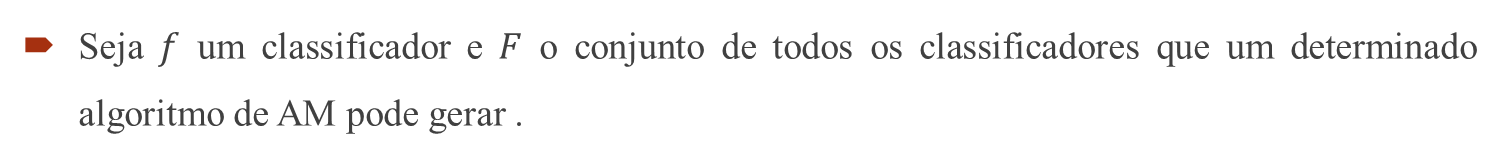 Seja 𝑓 um classificador e 𝐹 o conjunto de todos os classificadores que um determinado
algoritmo de AM pode gerar .